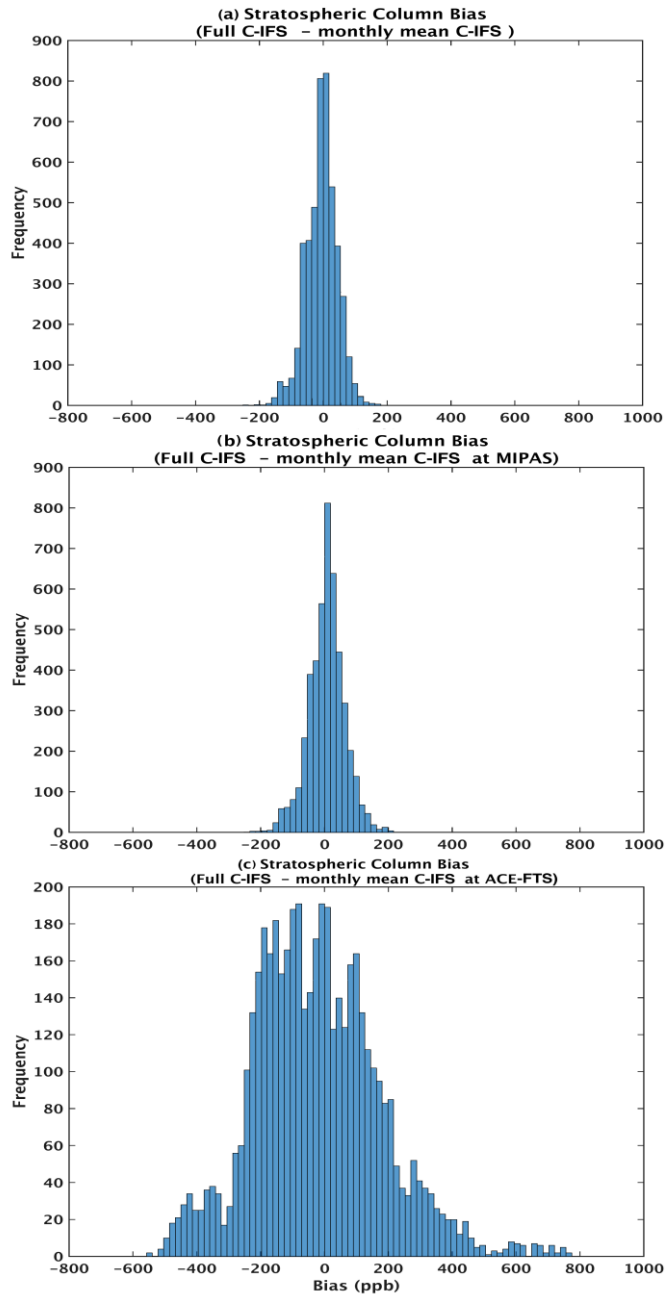 (a) Stratospheric Column Bias
(Full C-IFS – monthly mean C-IFS )
900
800
700
600
500
400
300
200
100
0
Frequency
−800 −600 −400 −200 0 200 400 600 800 1000
(b) Stratospheric Column Bias
(Full C-IFS – monthly mean C-IFS at MIPAS)
900
800
700
600
500
400
300
200
100
0
Frequency
−800 −600 −400 −200 0 200 400 600 800 1000
(c) Stratospheric Column Bias
(Full C-IFS – monthly mean C-IFS at ACE-FTS)
200
180
160
140
120
100
80
60
40
20
0
Frequency
−800 −600 −400 −200 0 200 400 600 800 1000
Bias (ppb)